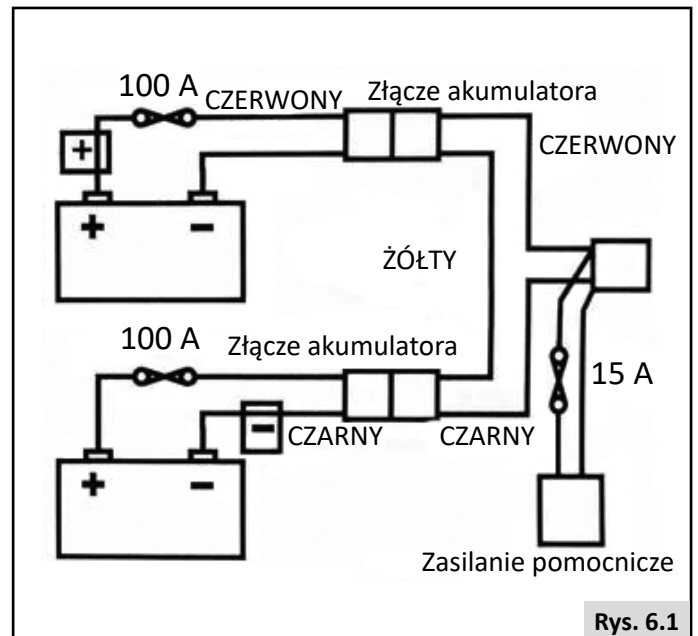 100 A
CZERWONY
Złącze akumulatora
+
CZERWONY
+ -
ŻÓŁTY
100 A
Złącze akumulatora
15 A
-
CZARNY
CZARNY
+ -
Zasilanie pomocnicze
Rys. 6.1